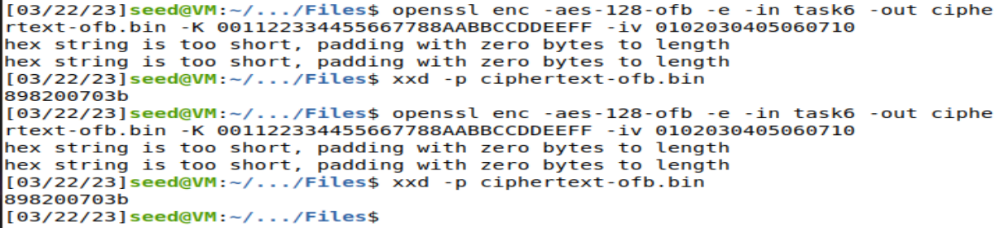 [03/22/23]seed@VM:~/.../Files$ openssl enc -aes-128-ofb -e -in task6 -out ciphe
rtext-ofb.bin -K 001122334455667788AABBCCDDEEFF -iv 0102030405060710
hex string is too short, padding with zero bytes to length
hex string is too short, padding with zero bytes to length
[03/22/23]seed@VM:~/.../Files$ xxd -p ciphertext-ofb.bin
898200703b
[03/22/23]seed@VM:~/.../Files$ openssl enc -aes-128-ofb -e -in task6 -out ciphe
rtext-ofb.bin -K 001122334455667788AABBCCDDEEFF -iv 0102030405060710
hex string is too short, padding with zero bytes to length
hex string is too short, padding with zero bytes to length
[03/22/23]seed@VM:~/.../Files$ xxd -p ciphertext-ofb.bin
898200703b
[03/22/23]seed@VM:~/.../Files$